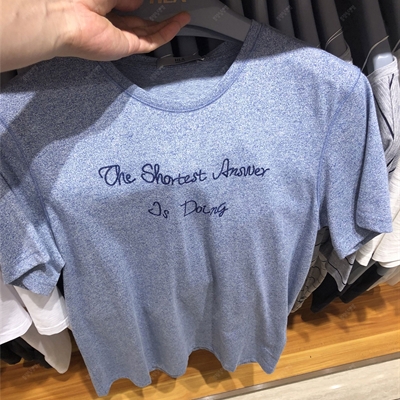 The Shortest Answer
Is Doing